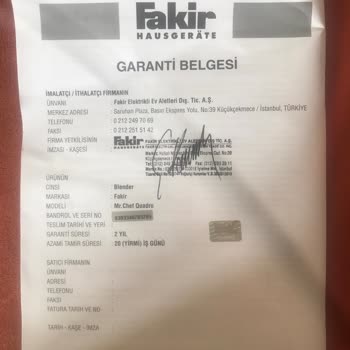 Fakir
HAUSGERÄTE
GARANTİ BELGESİ
İMALATÇI / İTHALATÇI FİRMANIN
ÜNVANI Fakir Elektrikli Ev Aletleri Dış. Tic. A.Ş.
MERKEZ ADRESİ Basın Ekspres Yolu, No:39 Küçükçekmece / İstanbul, TÜRKİYE
TELEFONU 0 212 249 70 69
FAKSI 0 212 251 51 42
FİRMA YETKİLİSİNİN
İMZASI - KAŞESİ
fakir
ÜRÜNÜN
CİNSİ Blender
MARKASI Fakir
MODELİ Mr.Chef Quadro
BANDROL VE SERİ NO
TESLİM TARİHİ VE YERİ
GARANTİ SÜRESİ 2 YIL
AZAMİ TAMİR SÜRESİ 20 (YİRMİ) İŞ GÜNÜ
SATICI FİRMANIN
ÜNVANI
ADRESİ
TELEFONU
FAKSI
FATURA TARİH VE NO
TARİH - KAŞE - İMZA